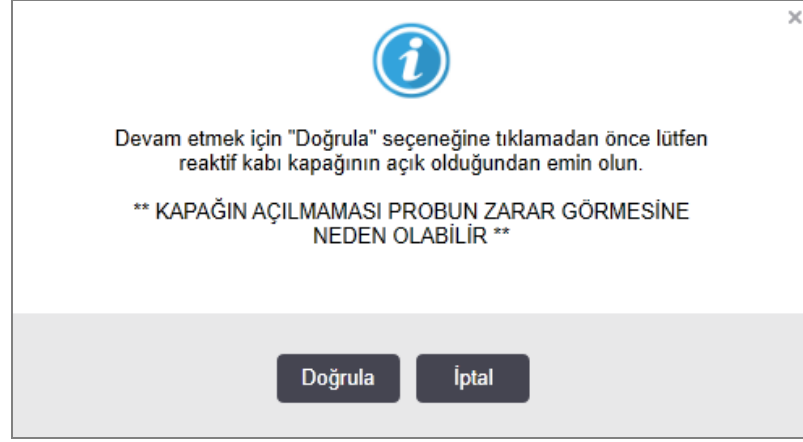 Devam etmek için "Doğrula" seçeneğine tıklamadan önce lütfen
reaktif kabı kapağının açık olduğundan emin olun.
** KAPAĞIN AÇILMAMASI PROBUN ZARAR GÖRMESİNE
NEDEN OLABİLİR **
Doğrula İptal